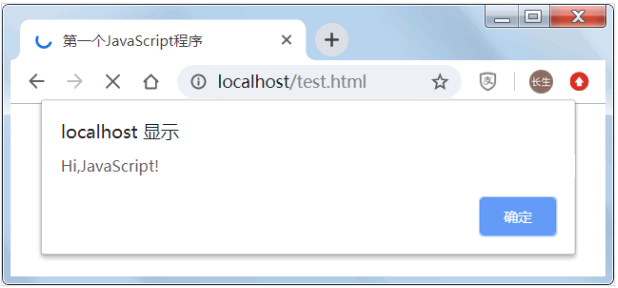 第一个JavaScript程序
localhost/test.html
长生
localhost 显示
Hi,JavaScript!
确定